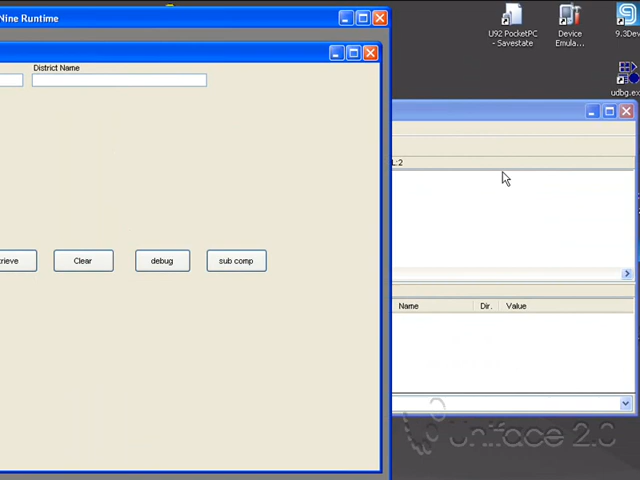 Nine Runtime
U92 PocketPC
- Savestate
Device
Emula...
9.3Dev
District Name
udbg.ex
L:2
rieve
Clear
debug
sub comp
Name
Dir.
Value
Uniface 2.0